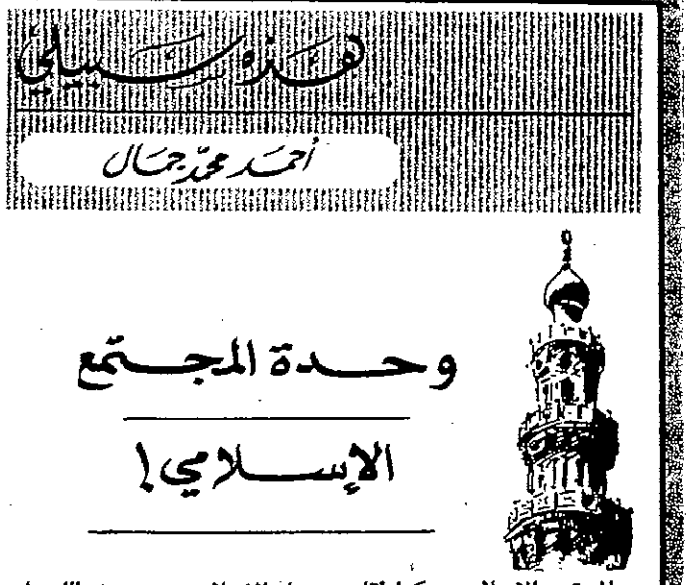 هذه سبيلي
أحمد محمد جمال
وحدة المجتمع
الإسلامي !